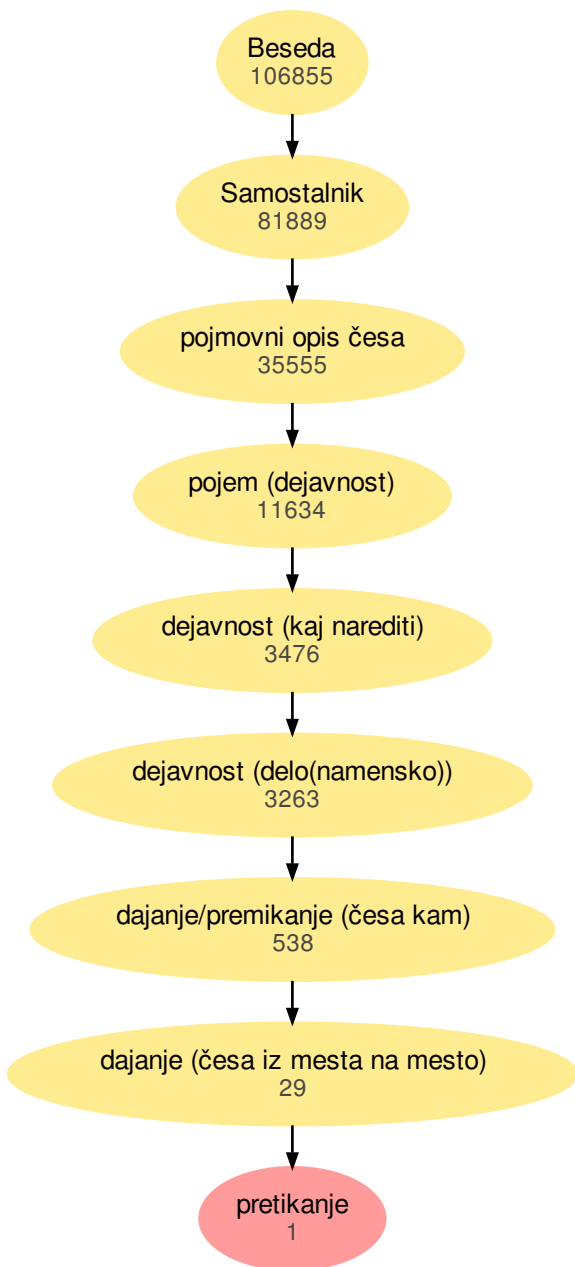 Beseda
106855
Samostalnik
81889
pojmovni opis česa
35555
pojem (dejavnost)
11634
dejavnost (kaj narediti)
3476
dejavnost (delo(namensko))
3263
dajanje/premikanje (česa kam)
538
dajanje (česa iz mesta na mesto)
29
pretikanje
1